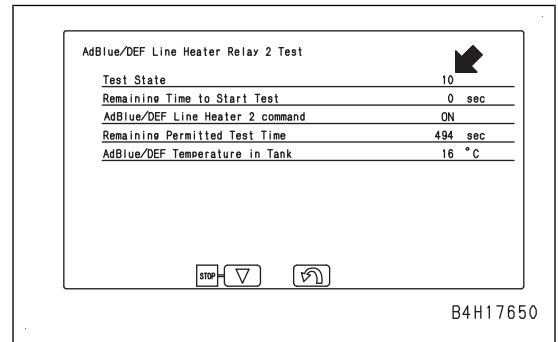 AdBlue/DEF Line Heater Relay 2 Test
Test State 10
Remaining Time to Start Test 0 sec
AdBlue/DEF Line Heater 2 command ON
Remaining Permitted Test Time 494 sec
AdBlue/DEF Temperature in Tank 16 °C
STOP
B4H17650